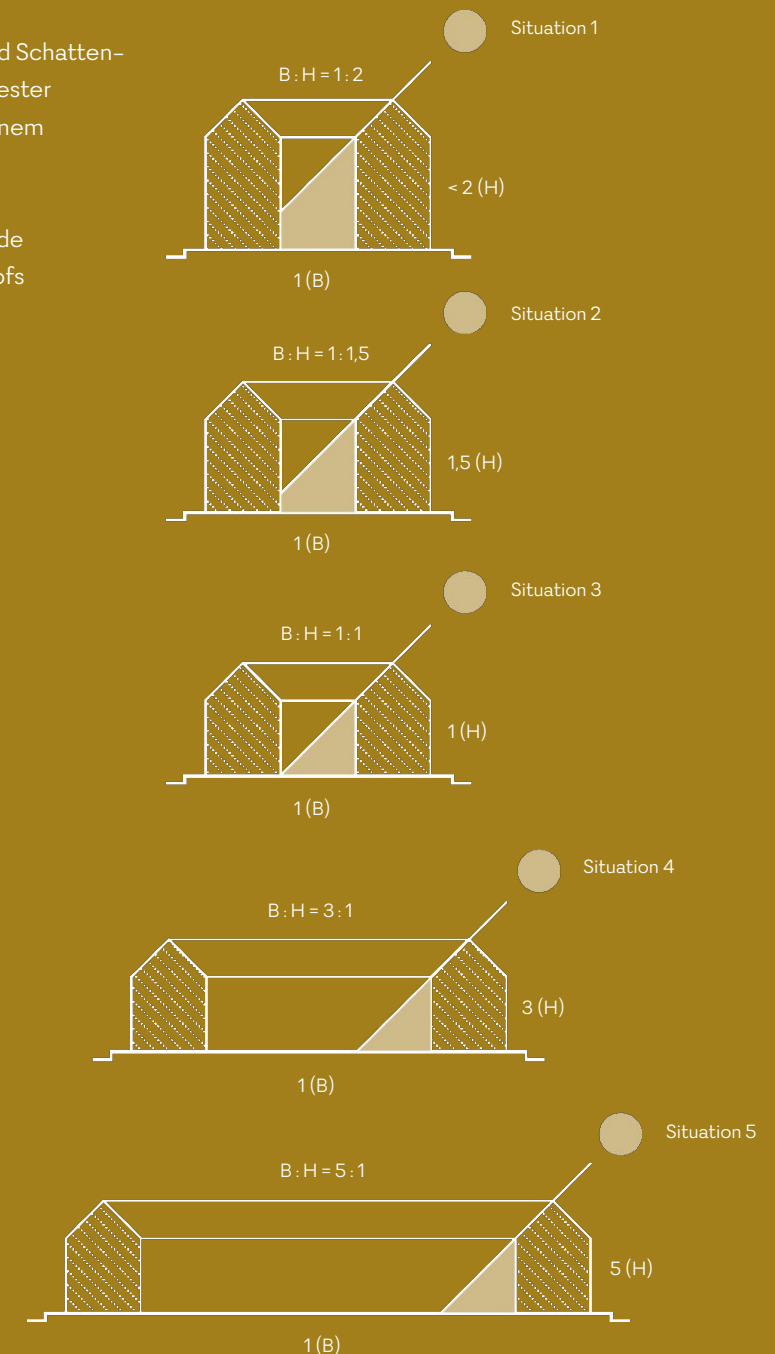 d Schatten–
ester
nem
de
ofs
Situation 1
B : H = 1 : 2
< 2 (H)
1 (B)
Situation 2
B : H = 1 : 1,5
1,5 (H)
1 (B)
Situation 3
B : H = 1 : 1
1 (H)
1 (B)
Situation 4
B : H = 3 : 1
3 (H)
1 (B)
Situation 5
B : H = 5 : 1
5 (H)
1 (B)